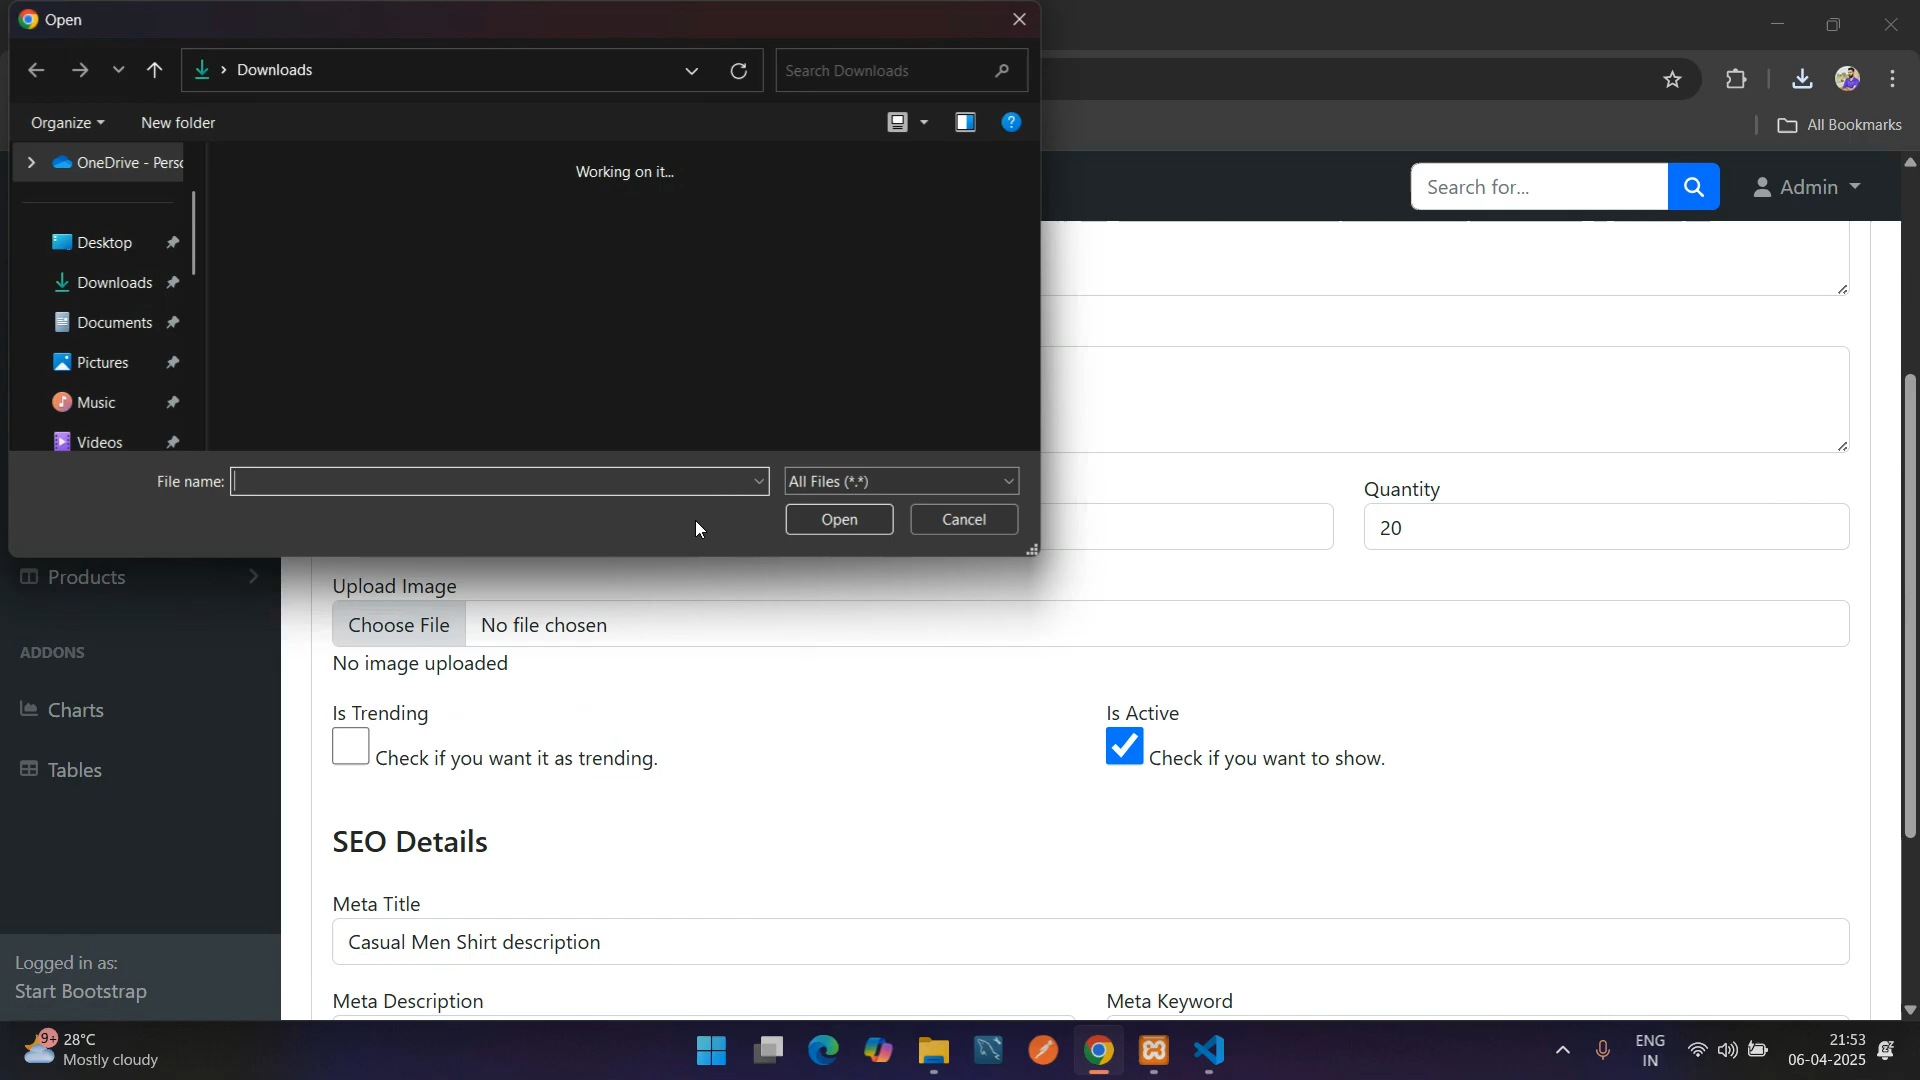 Open
Downloads
Search Downloads
Organize
New folder
OneDrive - Perso
Working on it...
Desktop
Downloads
Documents
Pictures
Music
Videos
File name:
All Files (*.*)
Open
Cancel
All Bookmarks
Search for...
Admin
Quantity
20
Products
Upload Image
Choose File
No file chosen
No image uploaded
ADDONS
Charts
Tables
Is Trending
Check if you want it as trending.
Is Active
Check if you want to show.
SEO Details
Meta Title
Casual Men Shirt description
Meta Description
Meta Keyword
Logged in as:
Start Bootstrap
9+
28°C
Mostly cloudy
ENG
IN
21:53
06-04-2025